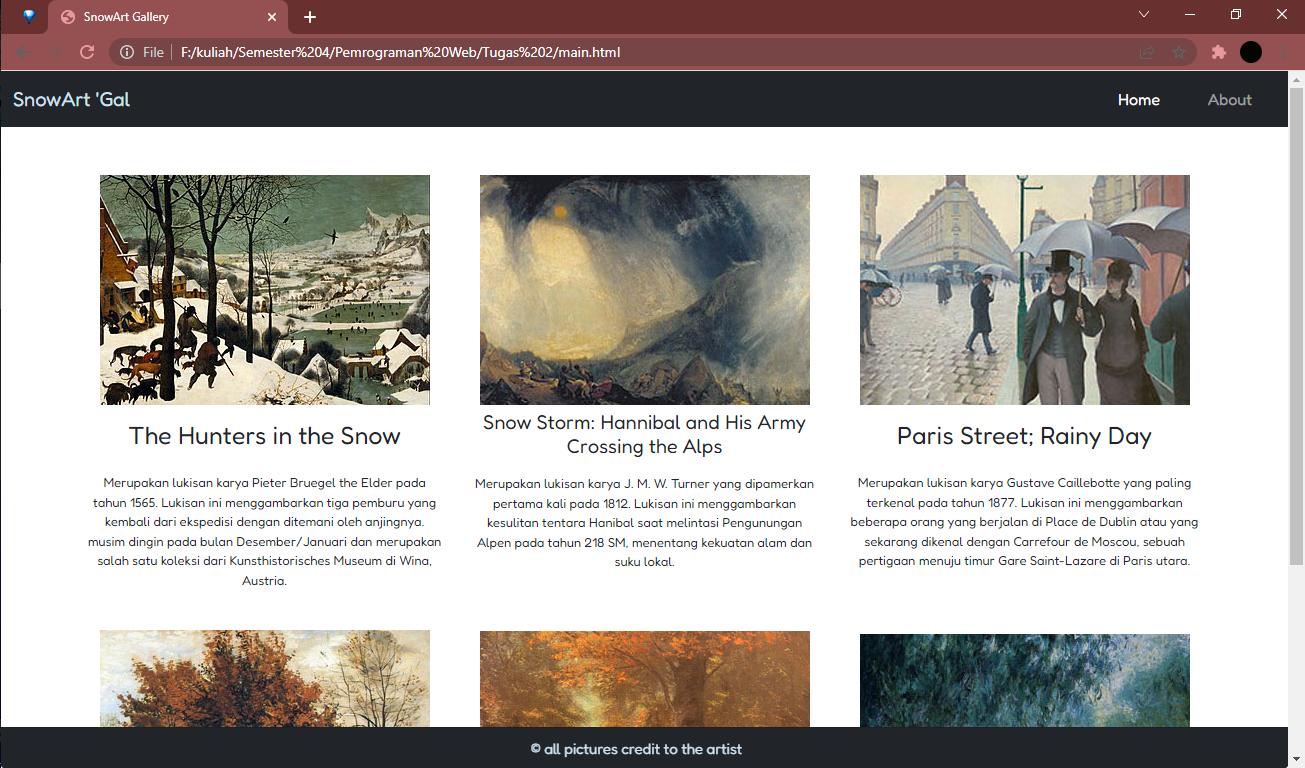 SnowArt Gallery
File
F:/kuliah/Semester%204/Pemrograman%20Web/Tugas%202/main.html
SnowArt 'Gal
Home
About
The Hunters in the Snow
Merupakan lukisan karya Pieter Bruegel the Elder pada
tahun 1565. Lukisan ini menggambarkan tiga pemburu yang
kembali dari ekspedisi dengan ditemani oleh anjingnya.
musim dingin pada bulan Desember/Januari dan merupakan
salah satu koleksi dari Kunsthistorisches Museum di Wina,
Austria.
Snow Storm: Hannibal and His Army
Crossing the Alps
Merupakan lukisan karya J. M. W. Turner yang dipamerkan
pertama kali pada 1812. Lukisan ini menggambarkan
kesulitan tentara Hanibal saat melintasi Pengunungan
Alpen pada tahun 218 SM, menentang kekuatan alam dan
suku lokal.
Paris Street; Rainy Day
Merupakan lukisan karya Gustave Caillebotte yang paling
terkenal pada tahun 1877. Lukisan ini menggambarkan
beberapa orang yang berjalan di Place de Dublin atau yang
sekarang dikenal dengan Carrefour de Moscou, sebuah
pertigaan menuju timur Gare Saint-Lazare di Paris utara.
© all pictures credit to the artist